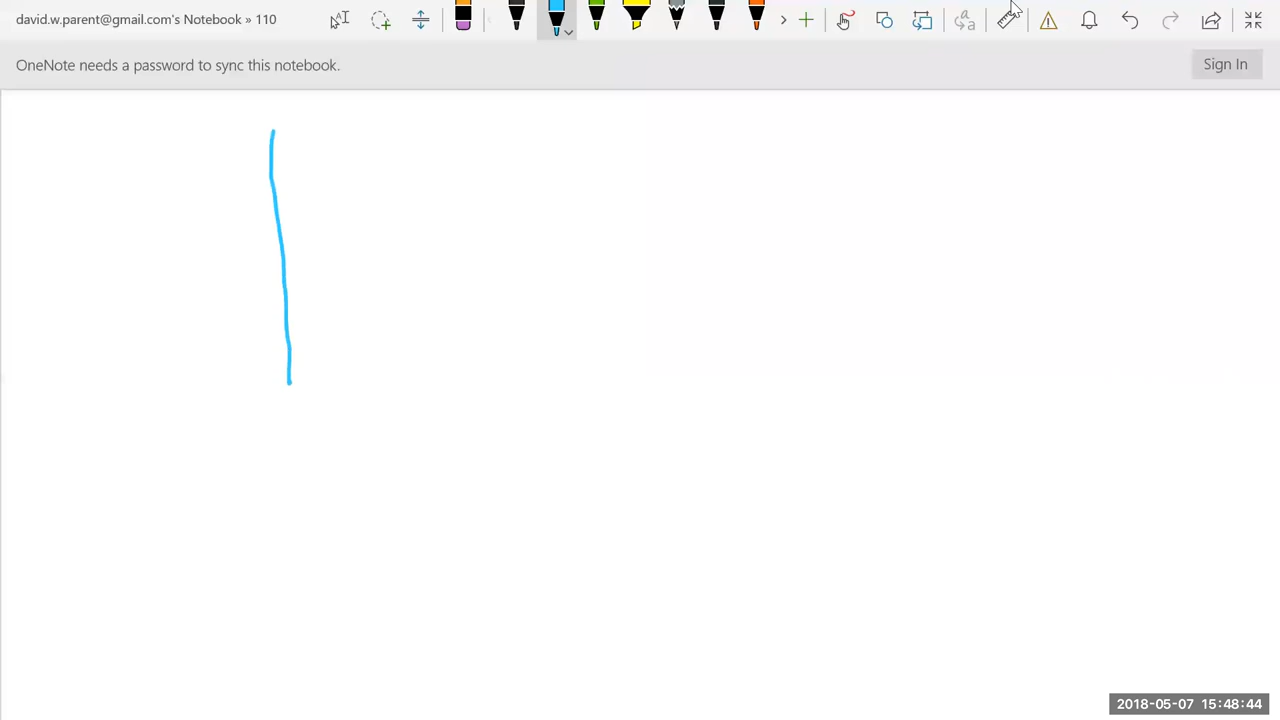 david.w.parent@gmail.com's Notebook » 110
OneNote needs a password to sync this notebook.
Sign In
2018-05-07 15:48:44